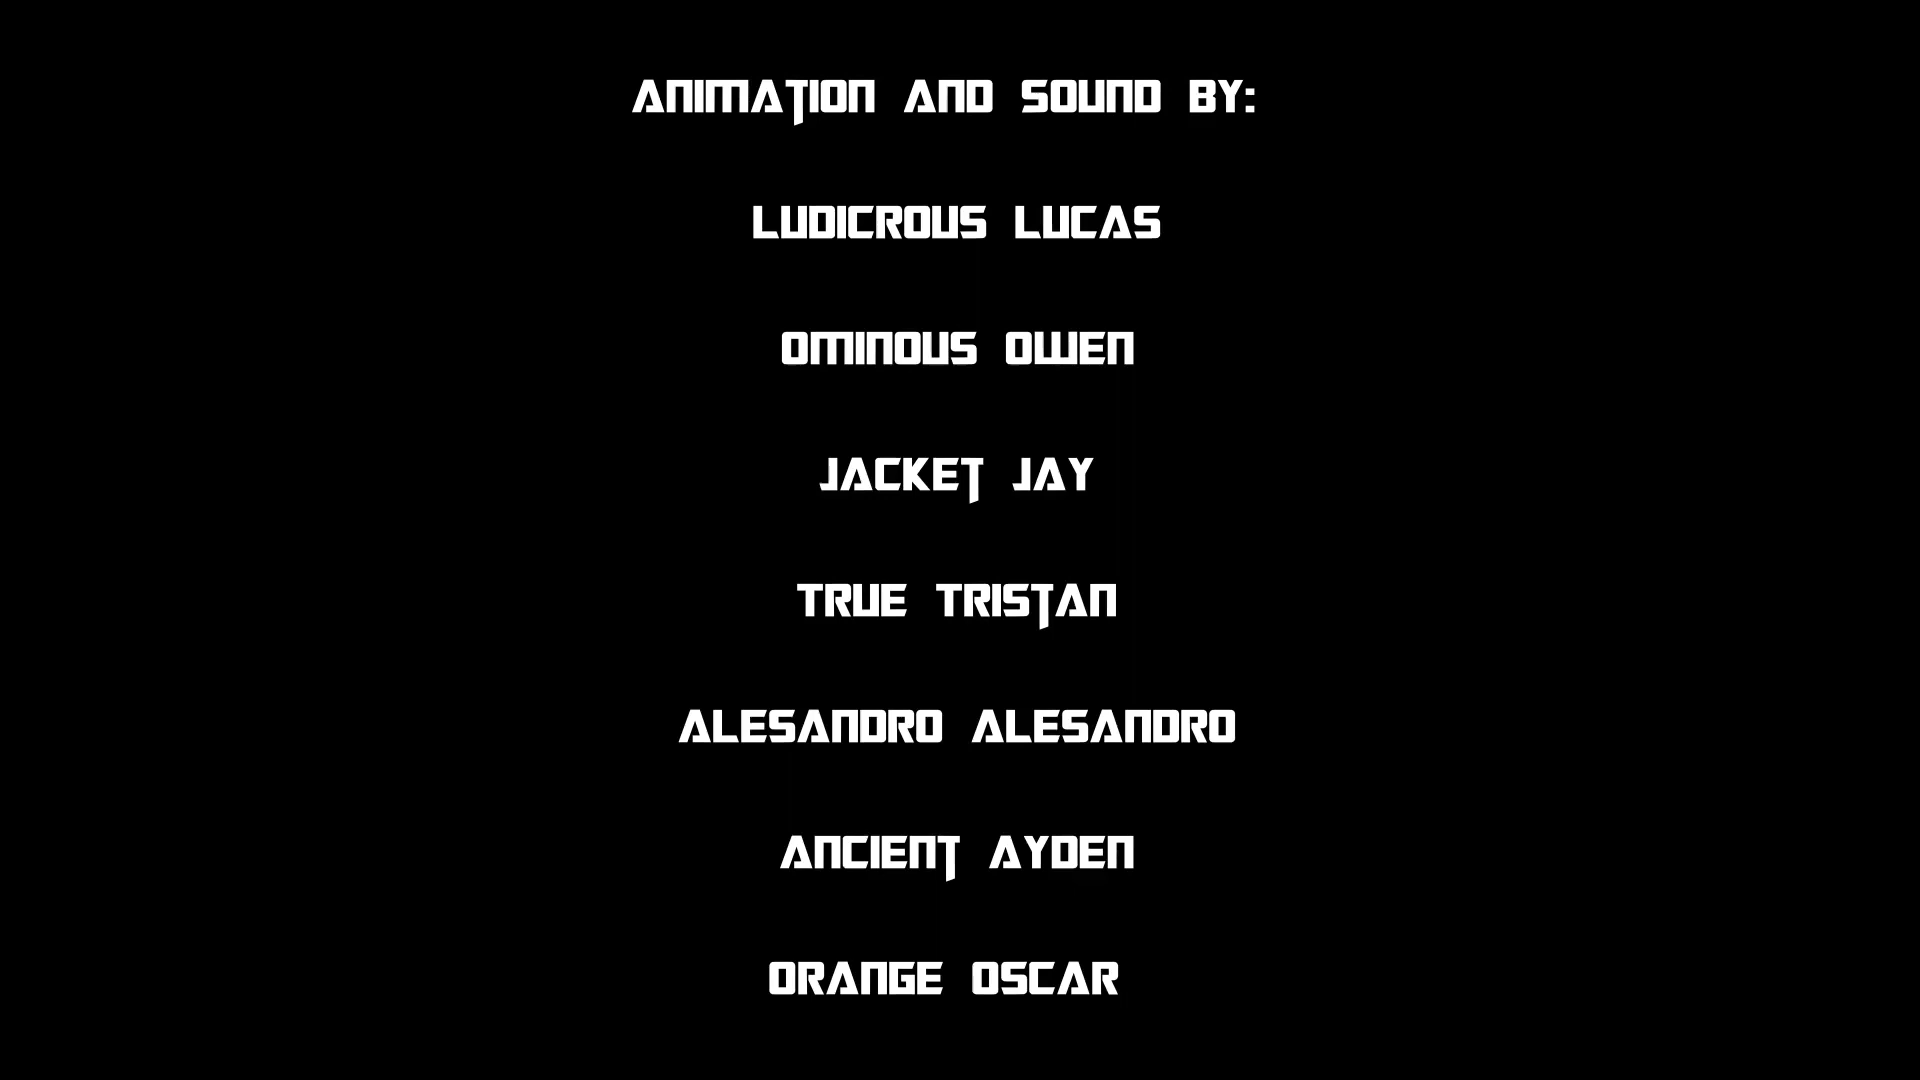 ANIMATION AND SOUND BY:
LUDICROUS LUCAS
OMINOUS OWEN
JACKET JAY
TRUE TRISTAN
ALESANDRO ALESANDRO
ANCIENT AYDEN
ORANGE OSCAR